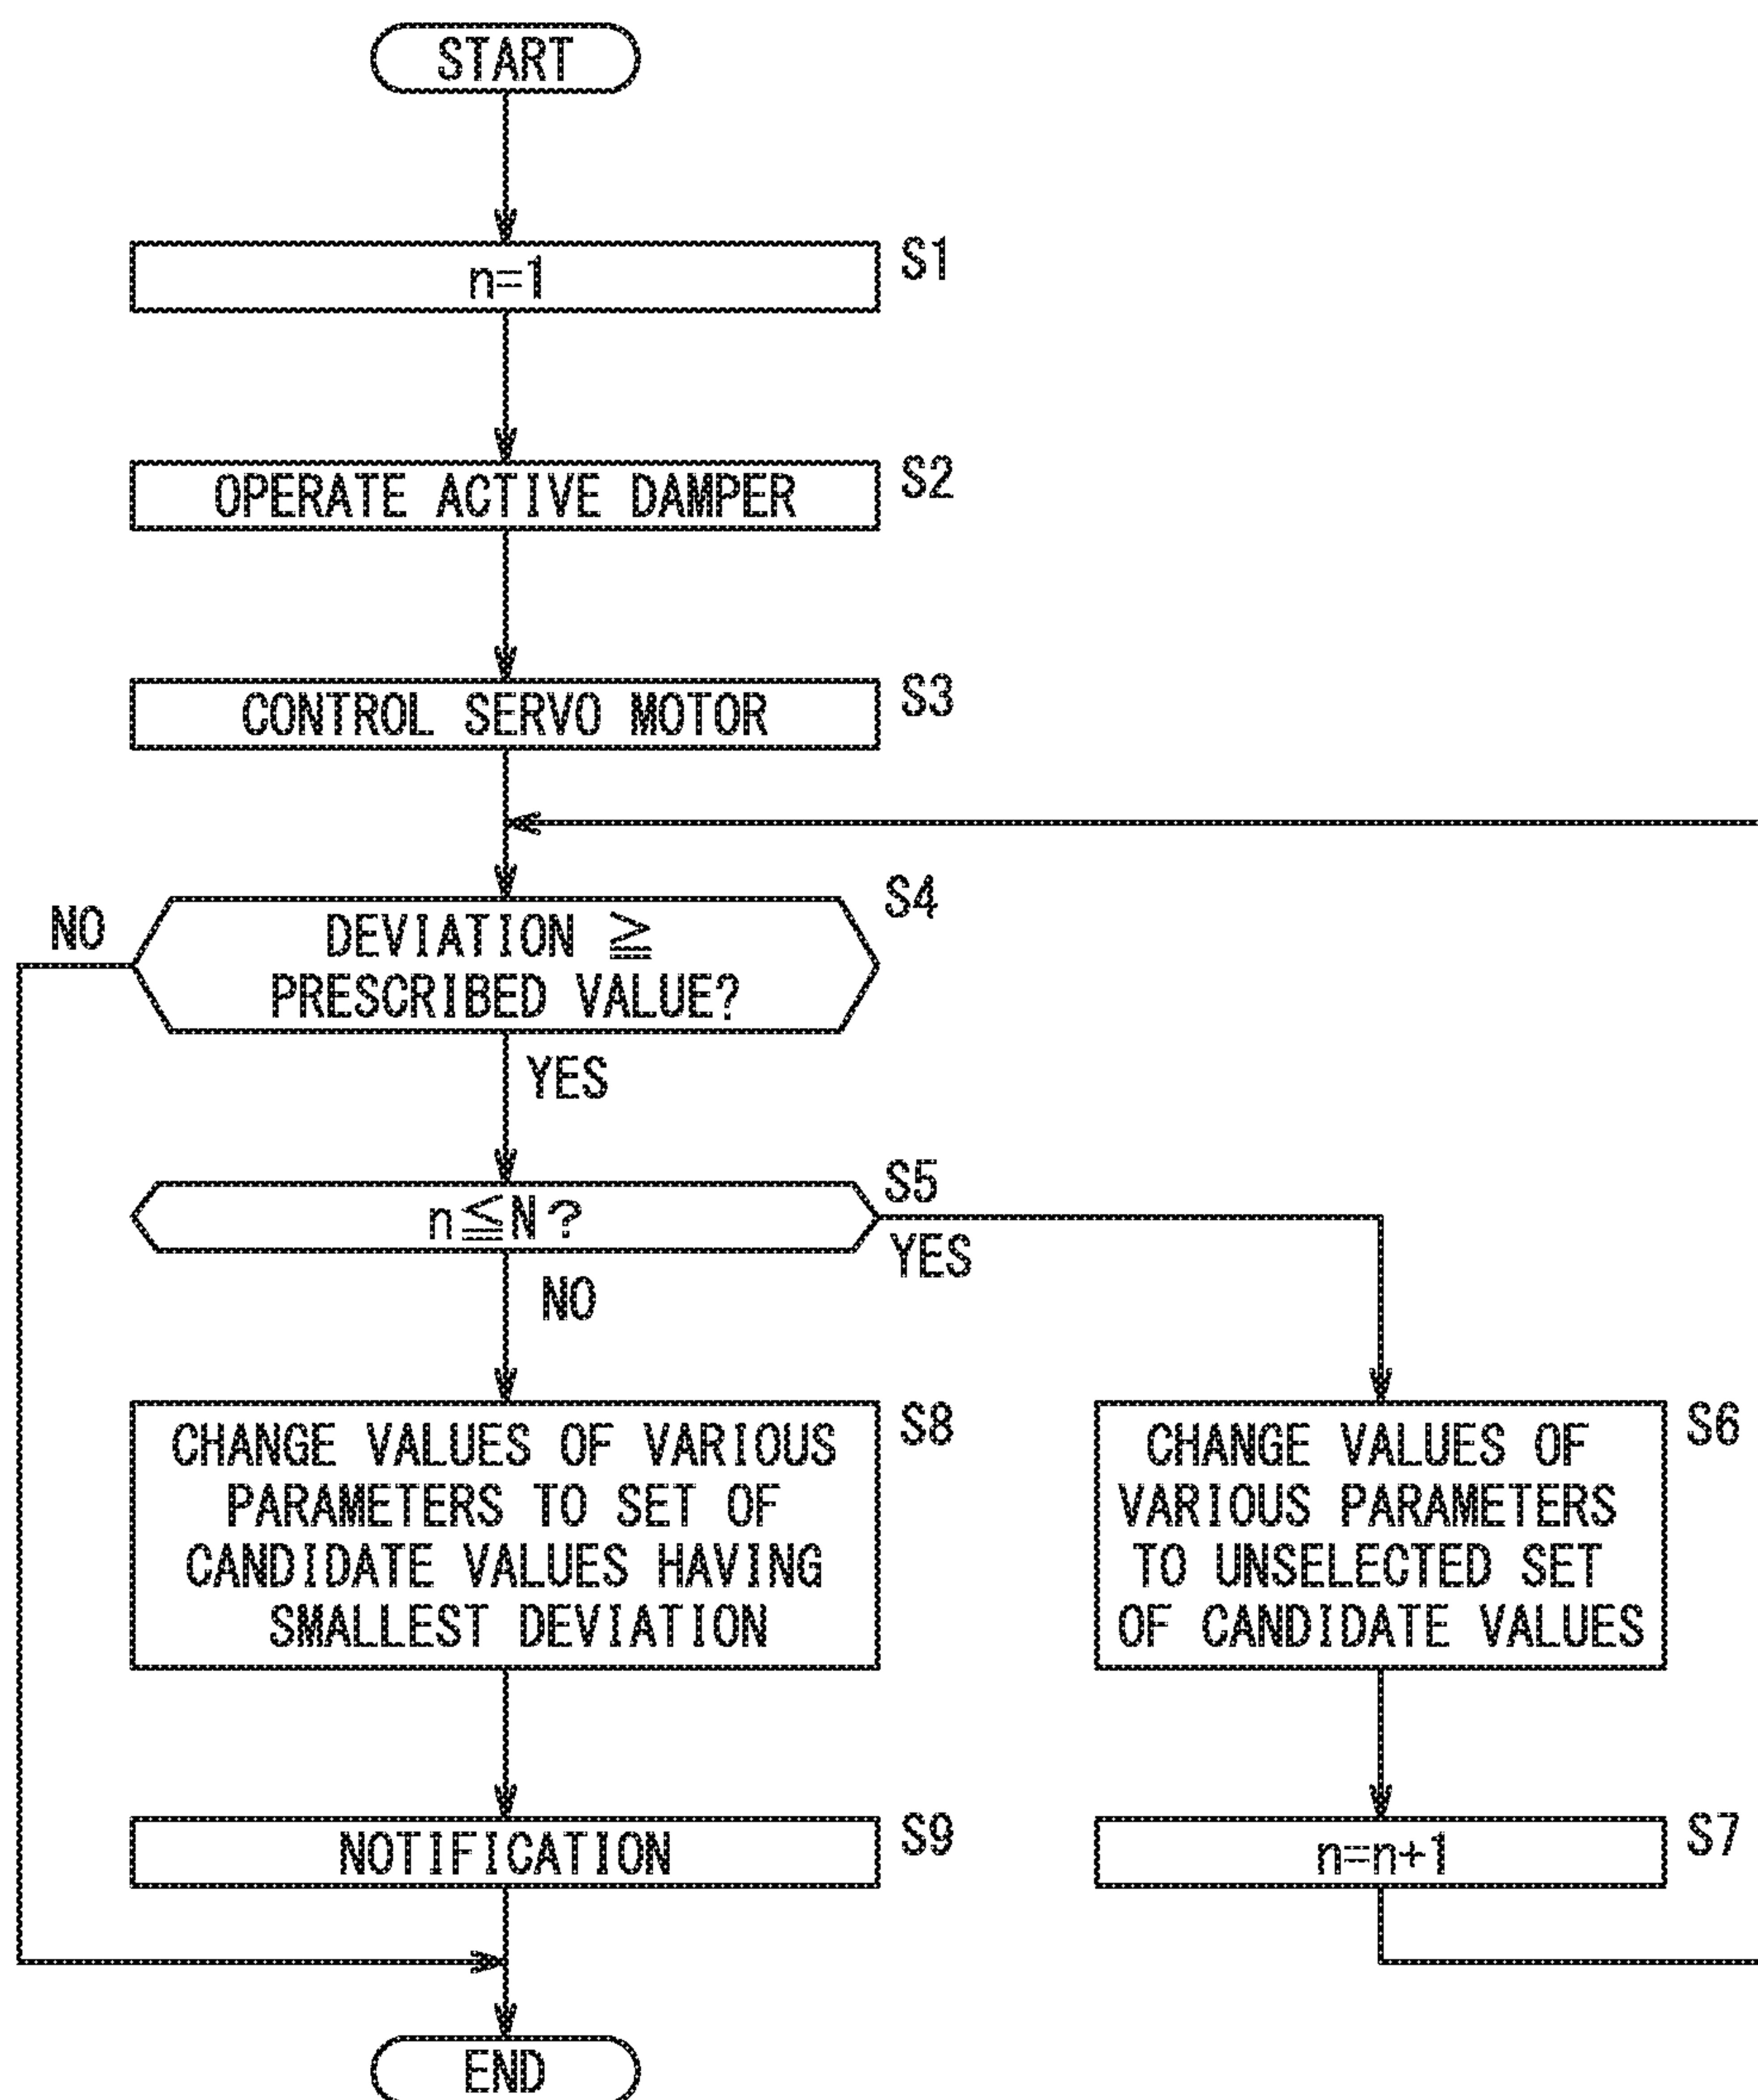 START
n=1
S1
OPERATE ACTIVE DAMPER
S2
CONTROL SERVO MOTOR
S3
S4
NO
DEVIATION ≧
PRESCRIBED VALUE?
YES
S5
n≦N?
YES
NO
CHANGE VALUES OF VARIOUS
PARAMETERS TO SET OF
CANDIDATE VALUES HAVING
SMALLEST DEVIATION
S8
CHANGE VALUES OF
VARIOUS PARAMETERS
TO UNSELECTED SET
OF CANDIDATE VALUES
S6
NOTIFICATION
S9
n=n+1
S7
END